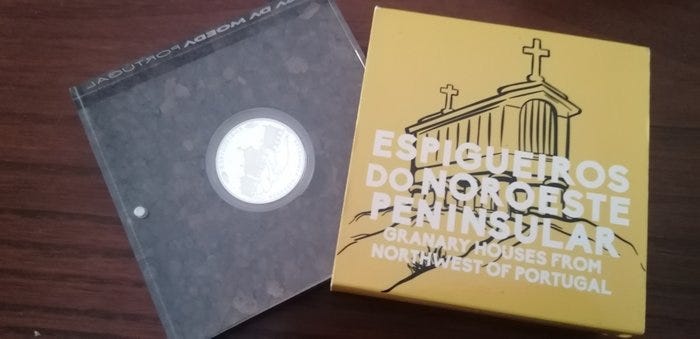 DA MOEDA PORTUGAL
ESPIGUEIROS
DO NOROESTE
PENINSULAR
GRANARY HOUSES FROM
NORTHWEST OF PORTUGAL